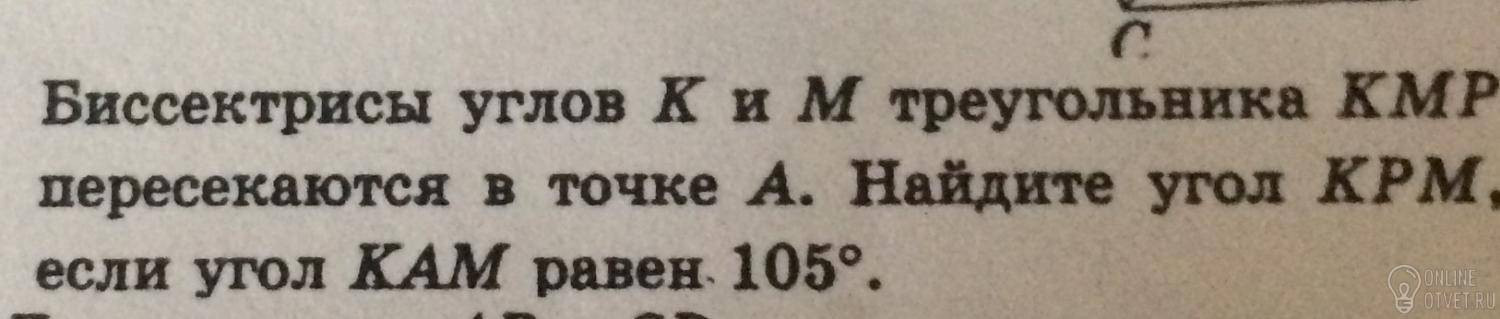 C
Биссектрисы углов K и M треугольника KMP
пересекаются в точке A. Найдите угол KPM,
если угол KAM равен 105°.
ONLINE
OTVET.RU